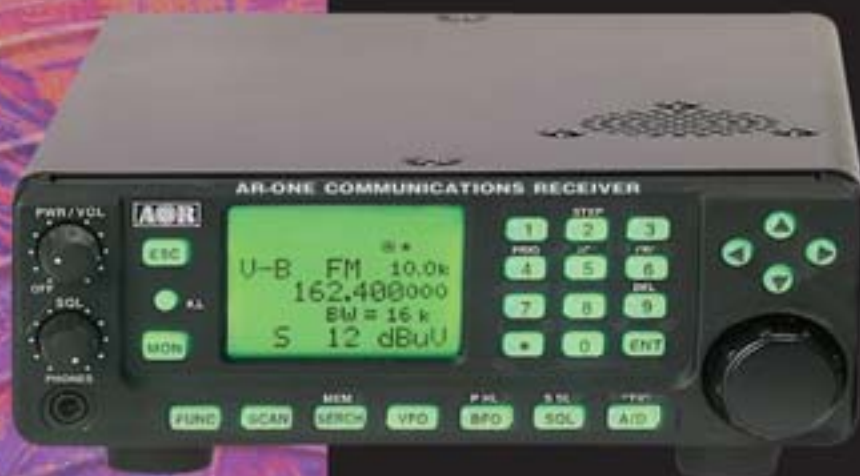 AR-ONE COMMUNICATIONS RECEIVER
PWR/VOL
AOR
OFF
ESC
SQL
MON
PHONES
V-B FM 10.0k
162.400000
BW = 16 k
S 12 dBuV
STEP
1 2 3
4 5 6
DEL
7 8 9
0 ENT
MEM
FUNC SCAN SERCH VFO BFO SQL A/D